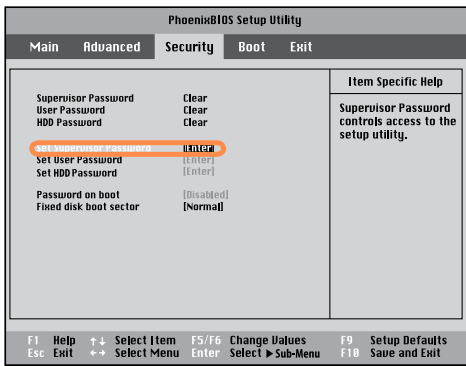 PhoenixBIOS Setup Utility
Main Advanced Security Boot Exit
Item Specific Help
Supervisor Password Clear
User Password Clear
HDD Password Clear
Set Supervisor Password [Enter]
Set User Password [Enter]
Set HDD Password [Enter]
Password on boot [Disabled]
Fixed disk boot sector [Normal]
Supervisor Password
controls access to the
setup utility.
F1 Help ↑↓ Select Item F5/F6 Change Values F9 Setup Defaults
Esc Exit ←→ Select Menu Enter Select ▶ Sub-Menu F10 Save and Exit